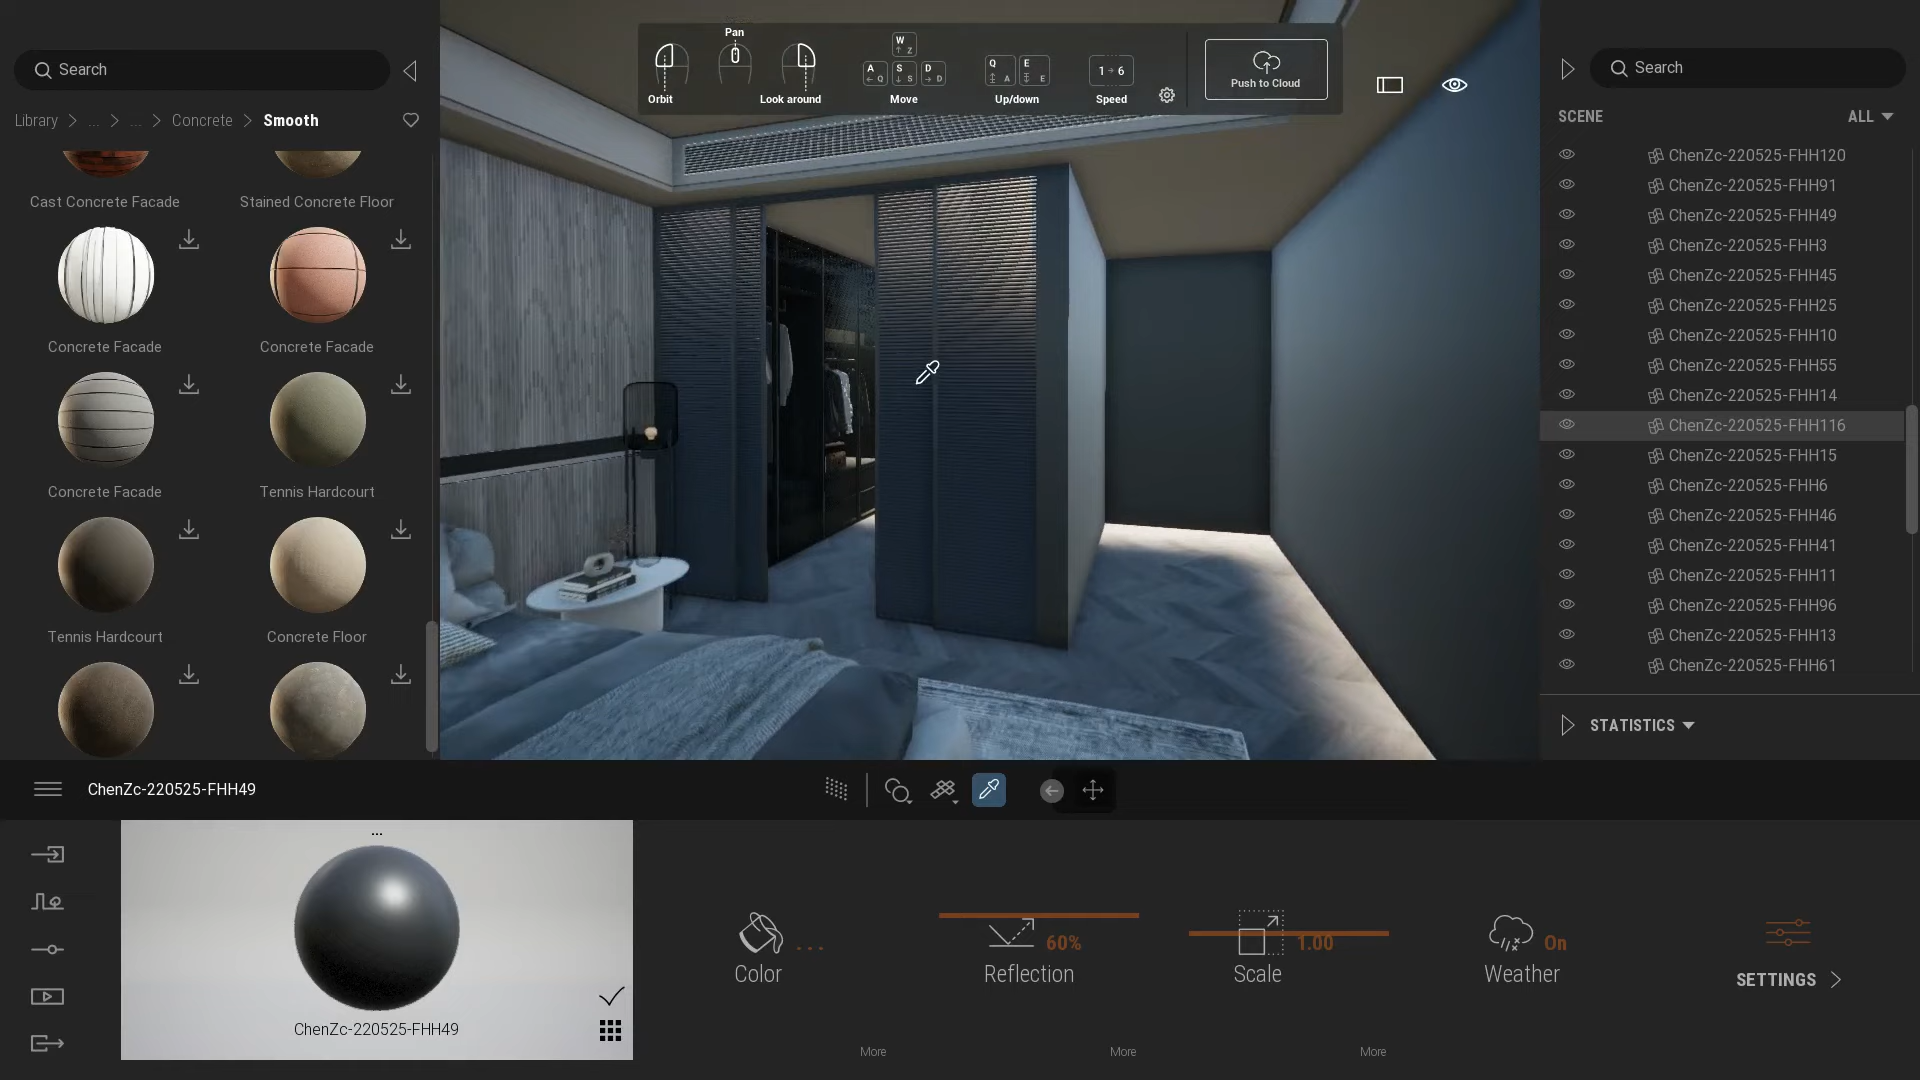 Search
Library
...
...
Concrete
Smooth
Cast Concrete Facade
Stained Concrete Floor
Concrete Facade
Concrete Facade
Concrete Facade
Tennis Hardcourt
Tennis Hardcourt
Concrete Floor
Pan
Orbit
Look around
W
Z
A
Q
S
S
D
D
Move
Q
A
E
E
Up/down
1
6
Speed
Push to Cloud
Search
SCENE
ALL
ChenZc-220525-FHH120
ChenZc-220525-FHH91
ChenZc-220525-FHH49
ChenZc-220525-FHH3
ChenZc-220525-FHH45
ChenZc-220525-FHH25
ChenZc-220525-FHH10
ChenZc-220525-FHH55
ChenZc-220525-FHH14
ChenZc-220525-FHH116
ChenZc-220525-FHH15
ChenZc-220525-FHH6
ChenZc-220525-FHH46
ChenZc-220525-FHH41
ChenZc-220525-FHH11
ChenZc-220525-FHH96
ChenZc-220525-FHH13
ChenZc-220525-FHH61
STATISTICS
ChenZc-220525-FHH49
...
ChenZc-220525-FHH49
Color
...
More
Reflection
60%
More
Scale
1.00
More
Weather
On
SETTINGS